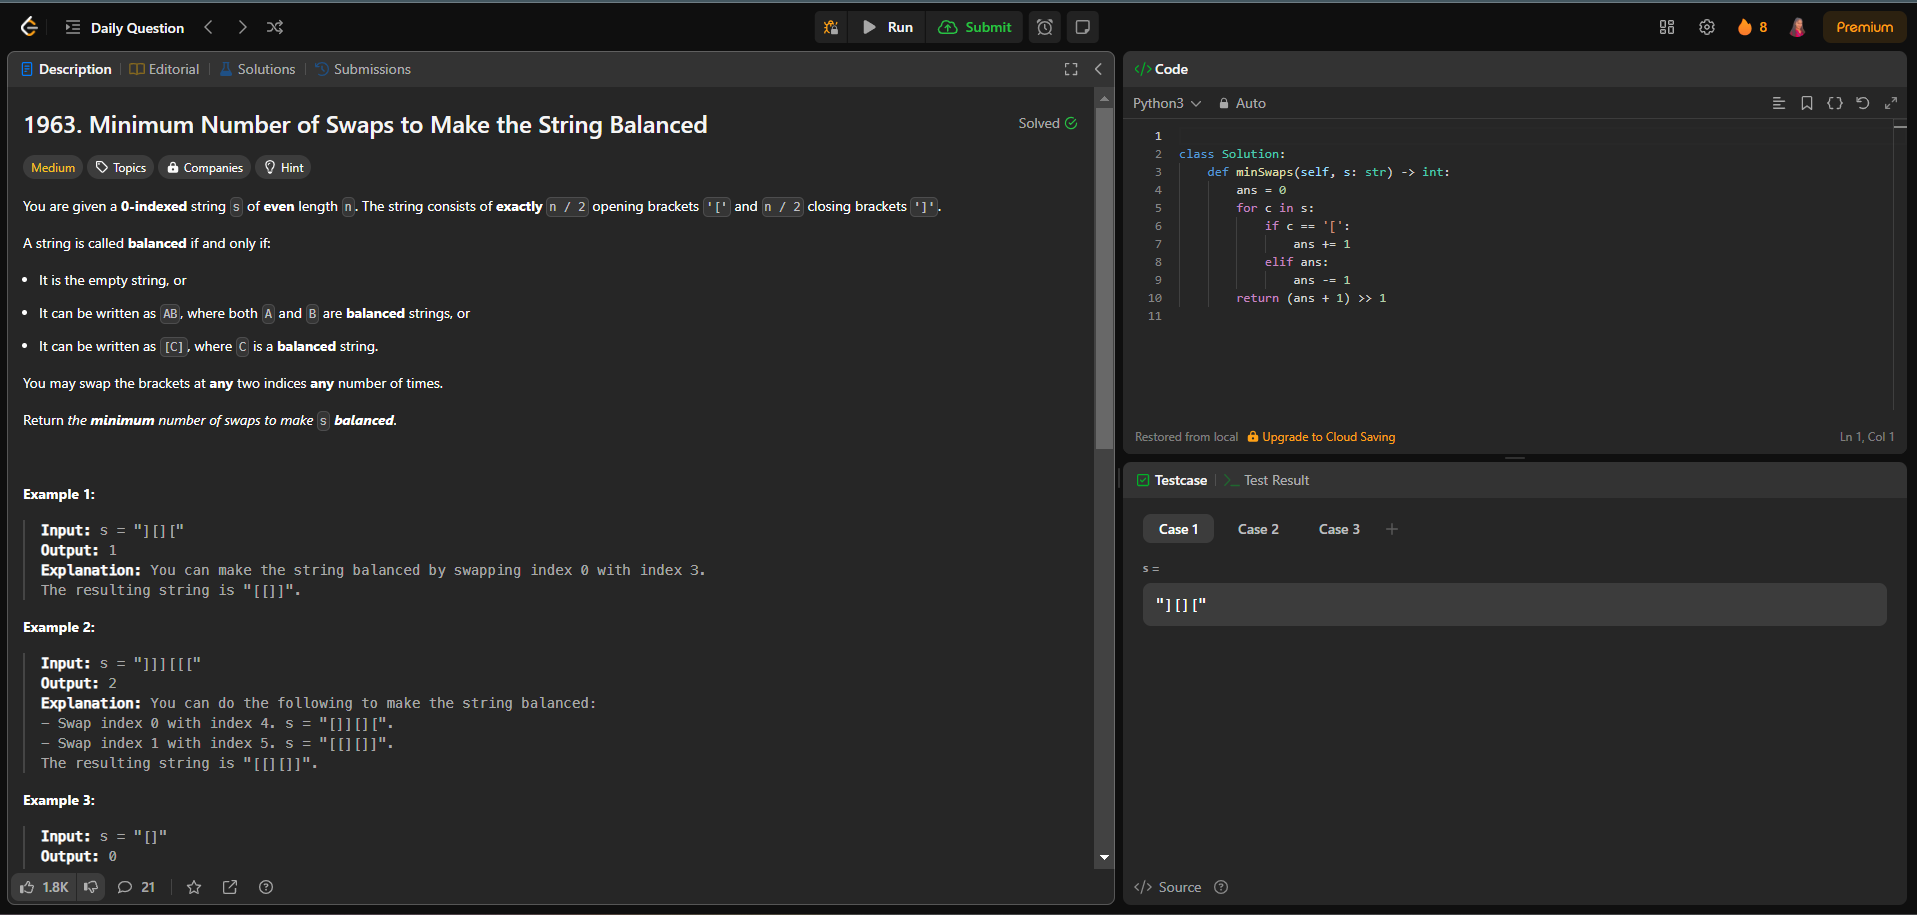 Daily Question
Run
Submit
8
Premium
Description
Editorial
Solutions
Submissions
1963. Minimum Number of Swaps to Make the String Balanced
Solved
Medium
Topics
Companies
Hint
You are given a 0-indexed string s of even length n. The string consists of exactly n / 2 opening brackets '[' and n / 2 closing brackets ']'.
A string is called balanced if and only if:
• It is the empty string, or
• It can be written as AB, where both A and B are balanced strings, or
• It can be written as [C], where C is a balanced string.
You may swap the brackets at any two indices any number of times.
Return the minimum number of swaps to make s balanced.
Example 1:
Input: s = "][]["
Output: 1
Explanation: You can make the string balanced by swapping index 0 with index 3.
The resulting string is "[[]]".
Example 2:
Input: s = "]]][[["
Output: 2
Explanation: You can do the following to make the string balanced:
- Swap index 0 with index 4. s = "[]][][".
- Swap index 1 with index 5. s = "[[][]]".
The resulting string is "[[][]]".
Example 3:
Input: s = "[]"
Output: 0
1.8K
21
</> Code
Python3
Auto
1
2 class Solution:
3 def minSwaps(self, s: str) -> int:
4 ans = 0
5 for c in s:
6 if c == '[':
7 ans += 1
8 elif ans:
9 ans -= 1
10 return (ans + 1) >> 1
11
Restored from local
Upgrade to Cloud Saving
Ln 1, Col 1
Testcase
>_ Test Result
Case 1
Case 2
Case 3
+
s =
"][]["
</> Source